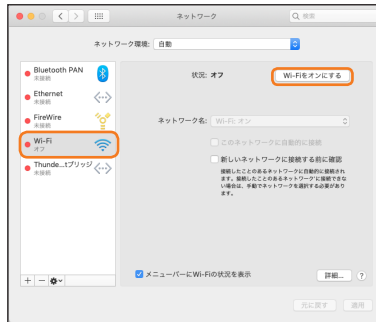 ネットワーク
検索
ネットワーク環境: 自動
Bluetooth PAN
未接続
Ethernet
未接続
FireWire
未接続
Wi-Fi
オフ
Thunde...tブリッジ
未接続
状況: オフ
Wi-Fiをオンにする
ネットワーク名: Wi-Fi: オン
このネットワークに自動的に接続
新しいネットワークに接続する前に確認
接続したことのあるネットワークに自動的に接続され
ます。接続したことのあるネットワークに接続できな
い場合は、手動でネットワークを選択する必要があり
ます。
メニューバーにWi-Fiの状況を表示
詳細... ?
元に戻す 適用